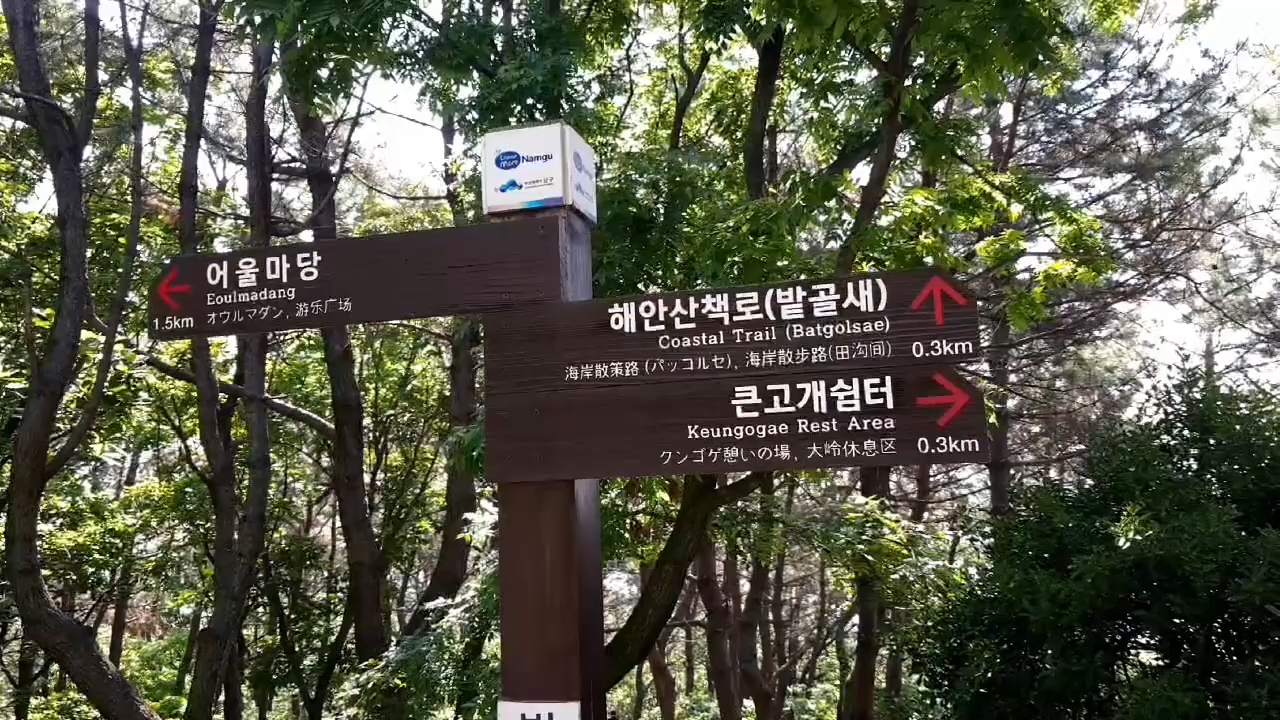 Namgu
어울마당
Eoulmadang
オウルマダン, 游乐广场
1.5km
해안산책로(밭골새)
Coastal Trail (Batgolsae)
海岸散策路 (パッコルセ), 海岸散步路(田沟间)
0.3km
큰고개쉼터
Keungogae Rest Area
クンゴゲ憩いの場, 大岭休息区
0.3km